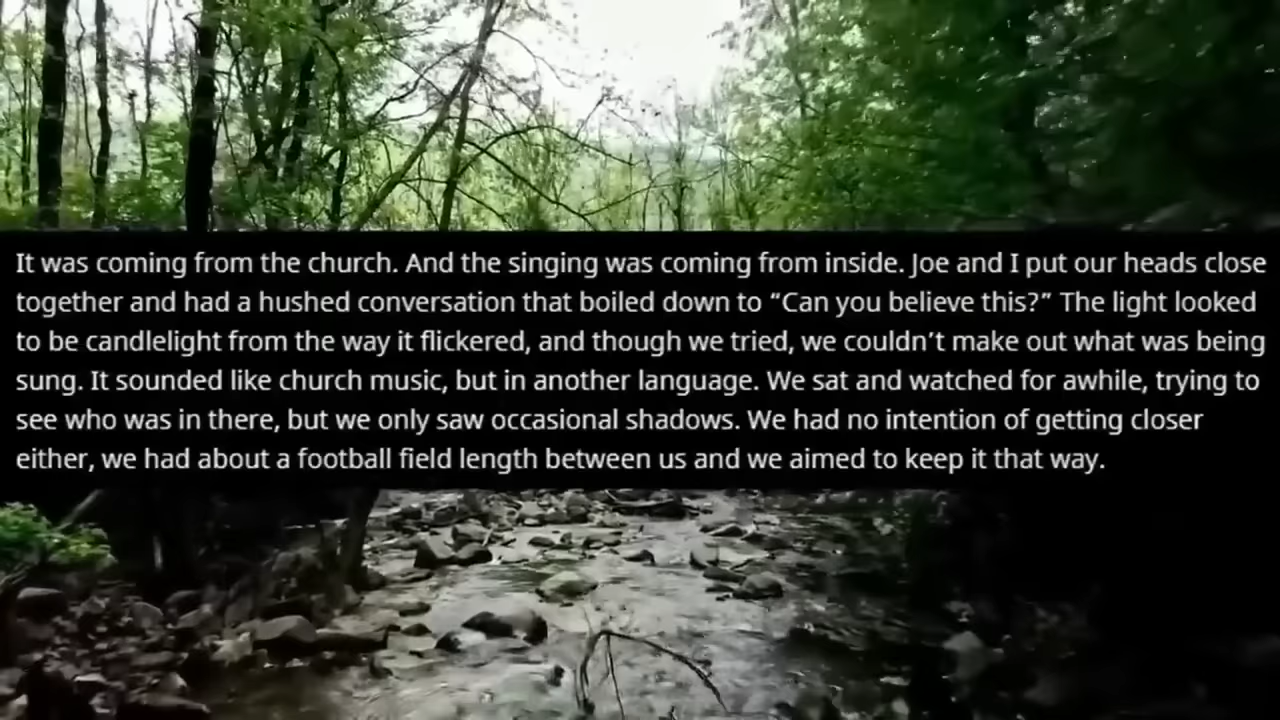 It was coming from the church. And the singing was coming from inside. Joe and I put our heads close
together and had a hushed conversation that boiled down to “Can you believe this?” The light looked
to be candlelight from the way it flickered, and though we tried, we couldn’t make out what was being
sung. It sounded like church music, but in another language. We sat and watched for awhile, trying to
see who was in there, but we only saw occasional shadows. We had no intention of getting closer
either, we had about a football field length between us and we aimed to keep it that way.